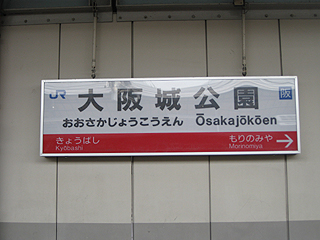 JR 大阪城公園 阪
おおさかじょうこうえん Ōsakajōkōen
きょうばし もりのみや
Kyōbashi Morinomiya